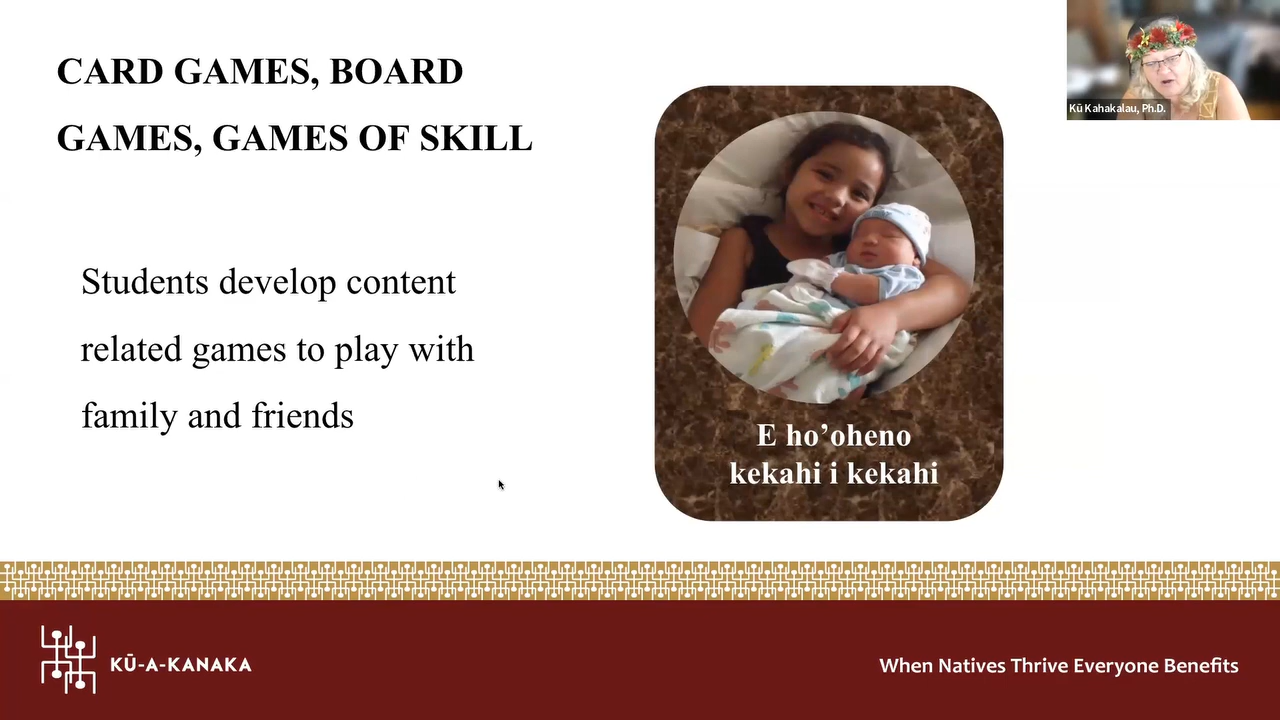 CARD GAMES, BOARD
GAMES, GAMES OF SKILL
Students develop content
related games to play with
family and friends
E ho’oheno
kekahi i kekahi
Kū Kahakalau, Ph.D.
KŪ-A-KANAKA
When Natives Thrive Everyone Benefits